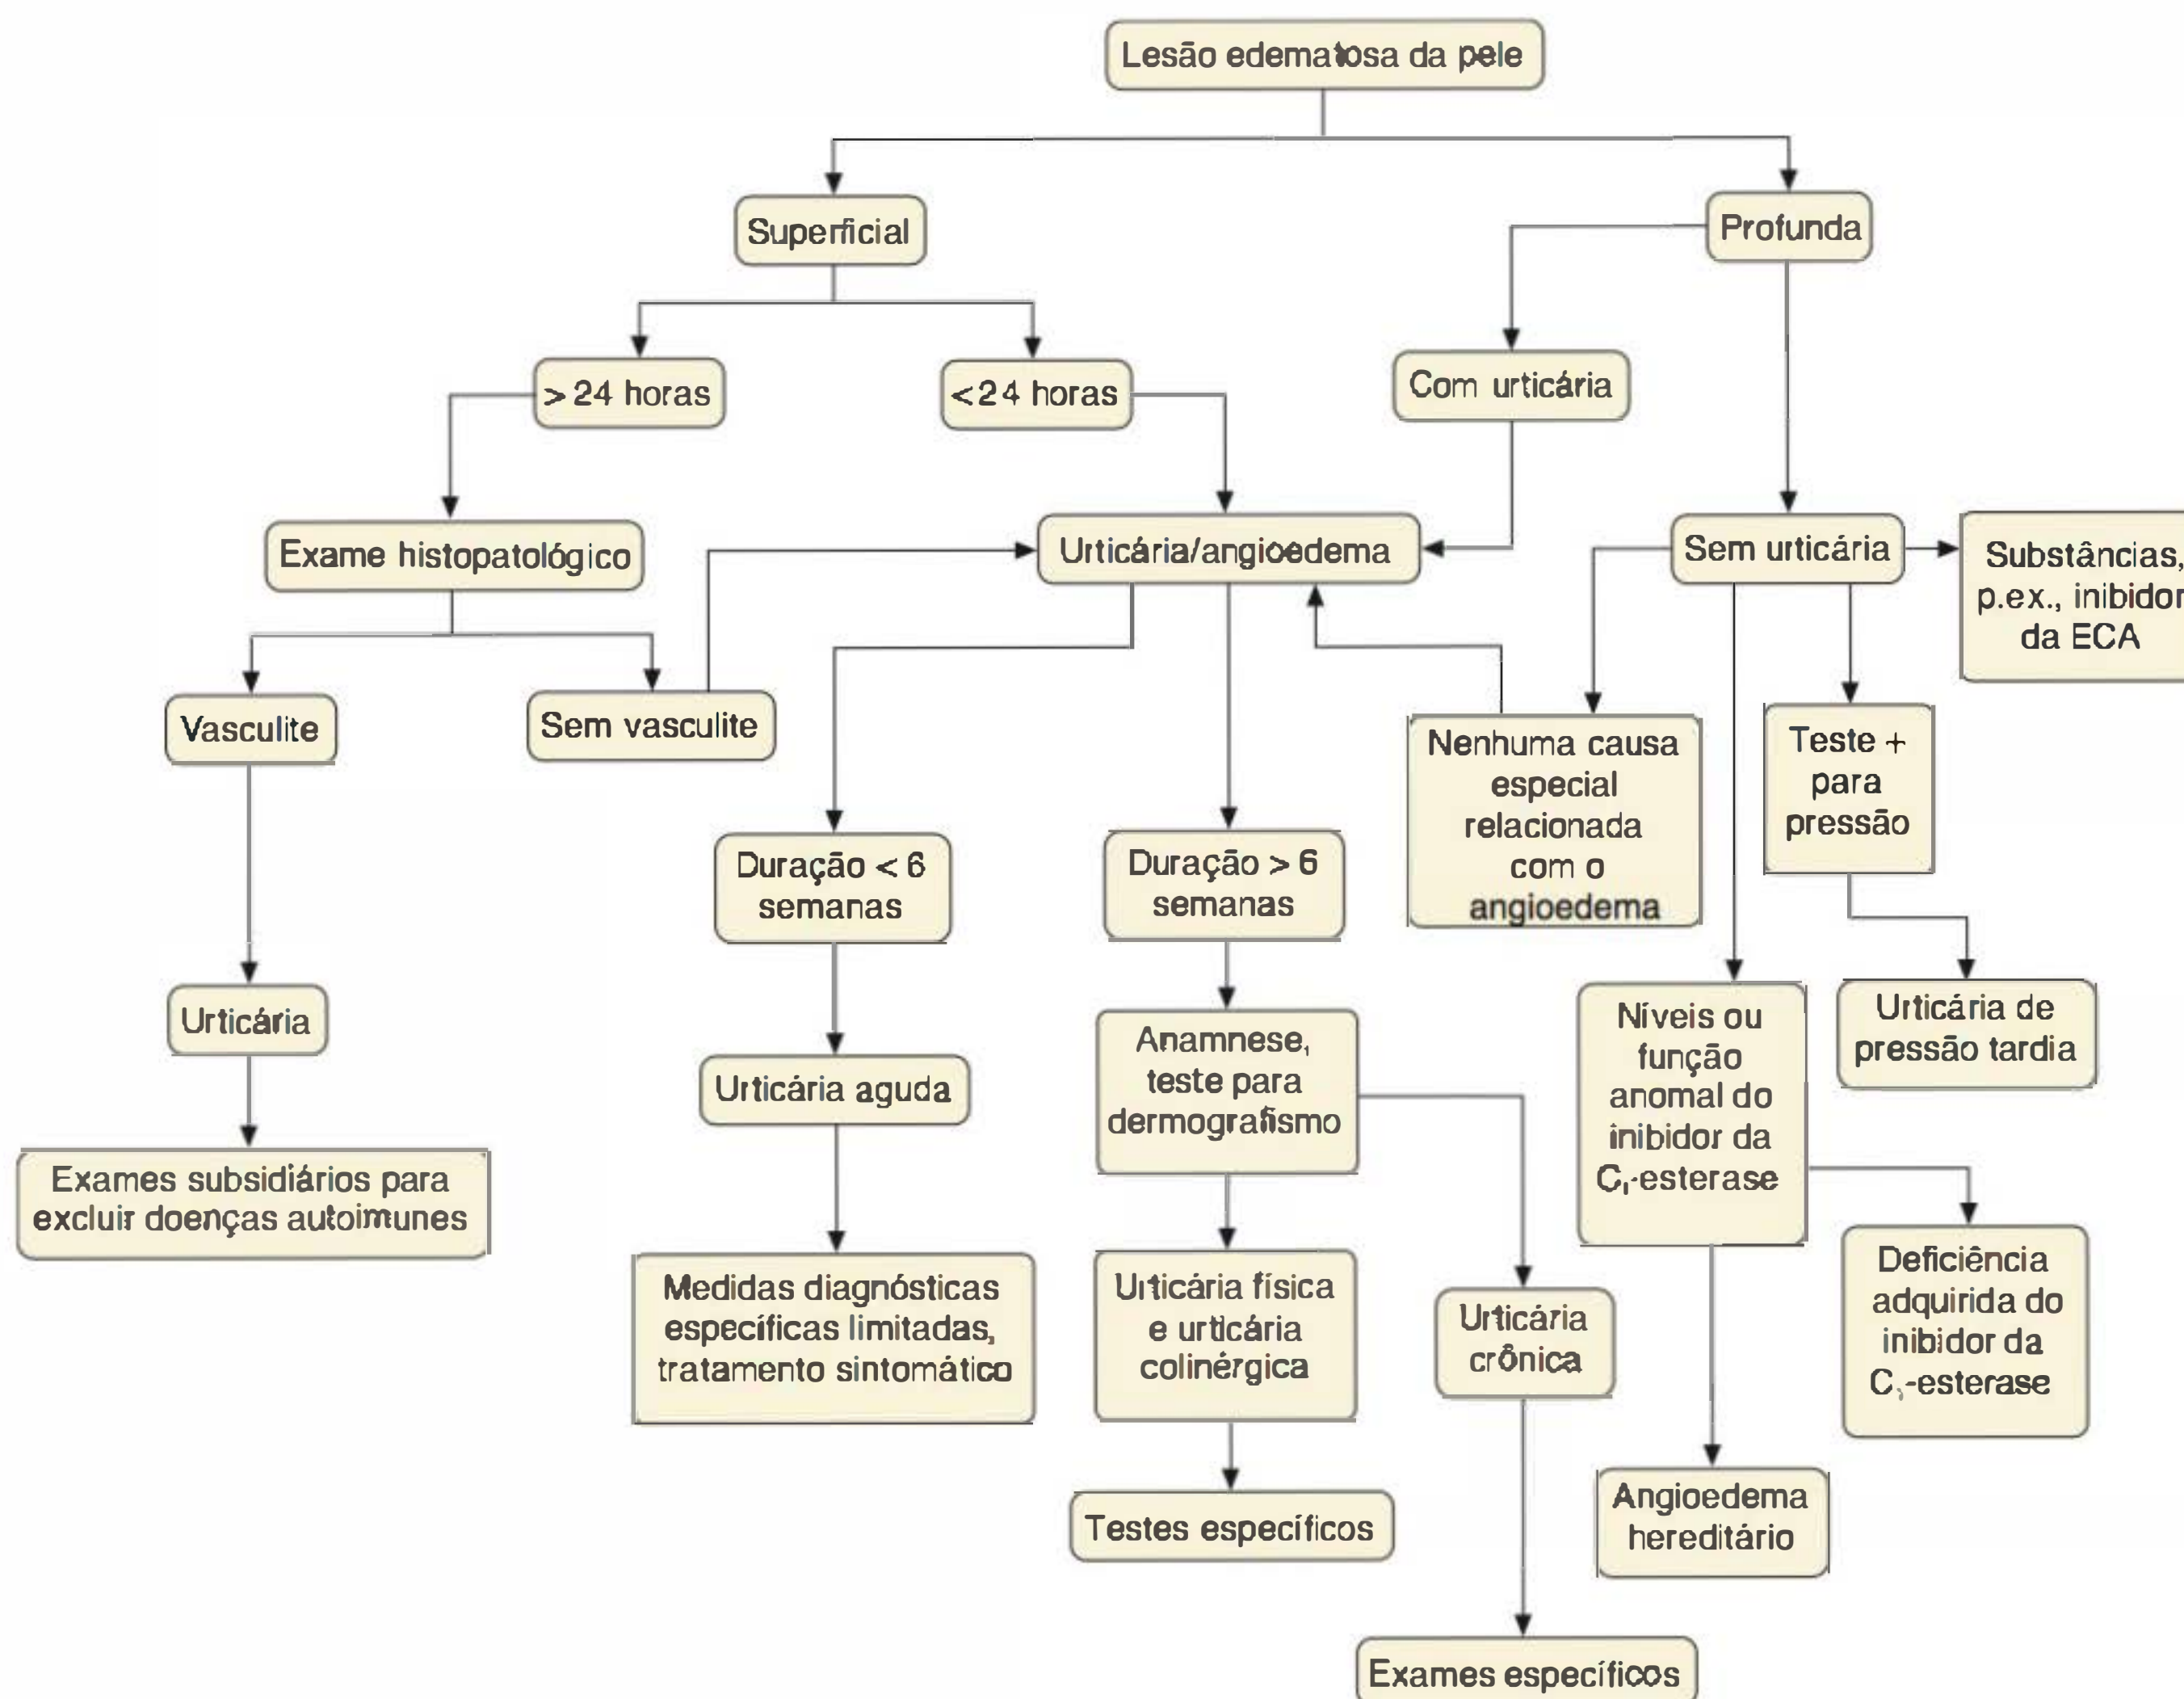 Lesão edematosa da pele
Superficial
Profunda
> 24 horas
<24 horas
Com urticária
Exame histopatológico
Urticária/angioedema
Sem urticária
Substâncias,
p.ex., inibidor
da ECA
Vasculite
Sem vasculite
Nenhuma causa
especial
relacionada
com o
angioedema
Teste +
para
pressão
Duração < 6
semanas
Duração > 6
semanas
Urticária
Urticária aguda
Anamnese,
teste para
dermografismo
Níveis ou
função
anomal do
inibidor da
C₁-esterase
Urticária de
pressão tardia
Exames subsidiários para
excluir doenças autoimunes
Medidas diagnósticas
específicas limitadas,
tratamento sintomático
Urticária física
e urticária
colinérgica
Urticária
crônica
Deficiência
adquirida do
inibidor da
C₁-esterase
Testes específicos
Angioedema
hereditário
Exames específicos